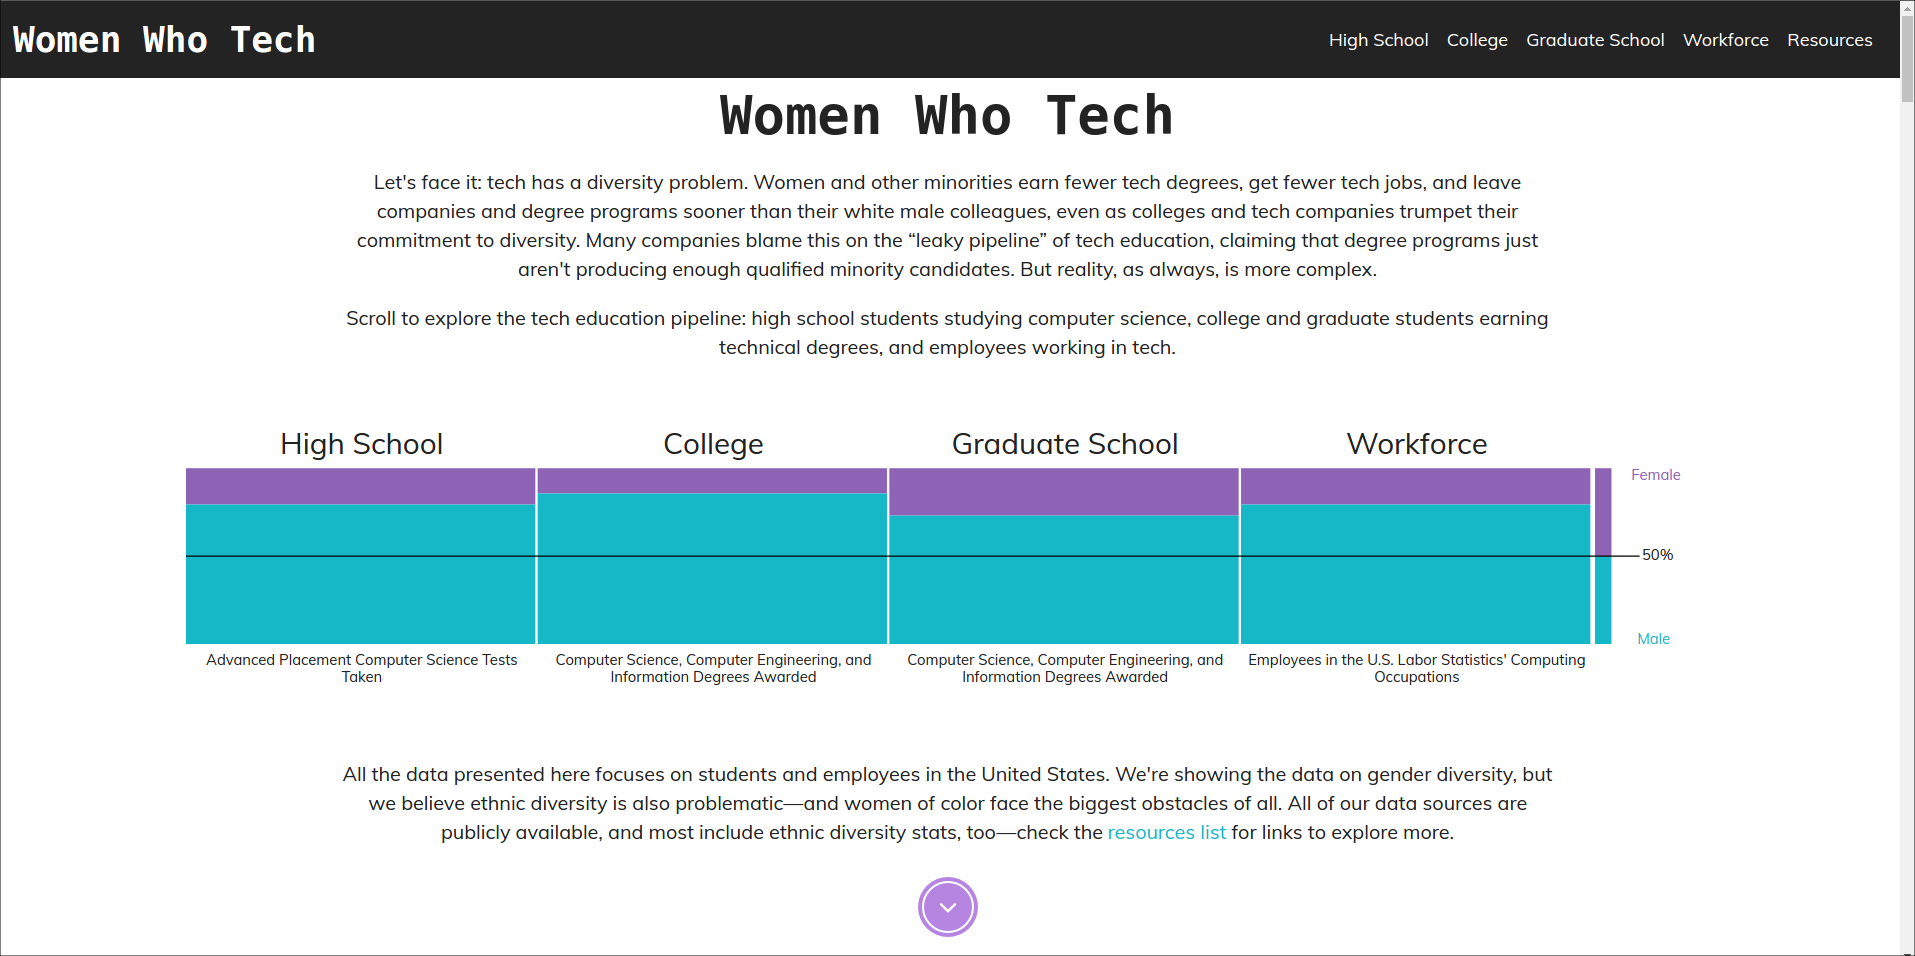 Women Who Tech
High School College Graduate School Workforce Resources
Women Who Tech
Let's face it: tech has a diversity problem. Women and other minorities earn fewer tech degrees, get fewer tech jobs, and leave
companies and degree programs sooner than their white male colleagues, even as colleges and tech companies trumpet their
commitment to diversity. Many companies blame this on the “leaky pipeline” of tech education, claiming that degree programs just
aren't producing enough qualified minority candidates. But reality, as always, is more complex.
Scroll to explore the tech education pipeline: high school students studying computer science, college and graduate students earning
technical degrees, and employees working in tech.
High School
College
Graduate School
Workforce
Female
50%
Male
Advanced Placement Computer Science Tests
Taken
Computer Science, Computer Engineering, and
Information Degrees Awarded
Computer Science, Computer Engineering, and
Information Degrees Awarded
Employees in the U.S. Labor Statistics' Computing
Occupations
All the data presented here focuses on students and employees in the United States. We're showing the data on gender diversity, but
we believe ethnic diversity is also problematic—and women of color face the biggest obstacles of all. All of our data sources are
publicly available, and most include ethnic diversity stats, too—check the resources list for links to explore more.